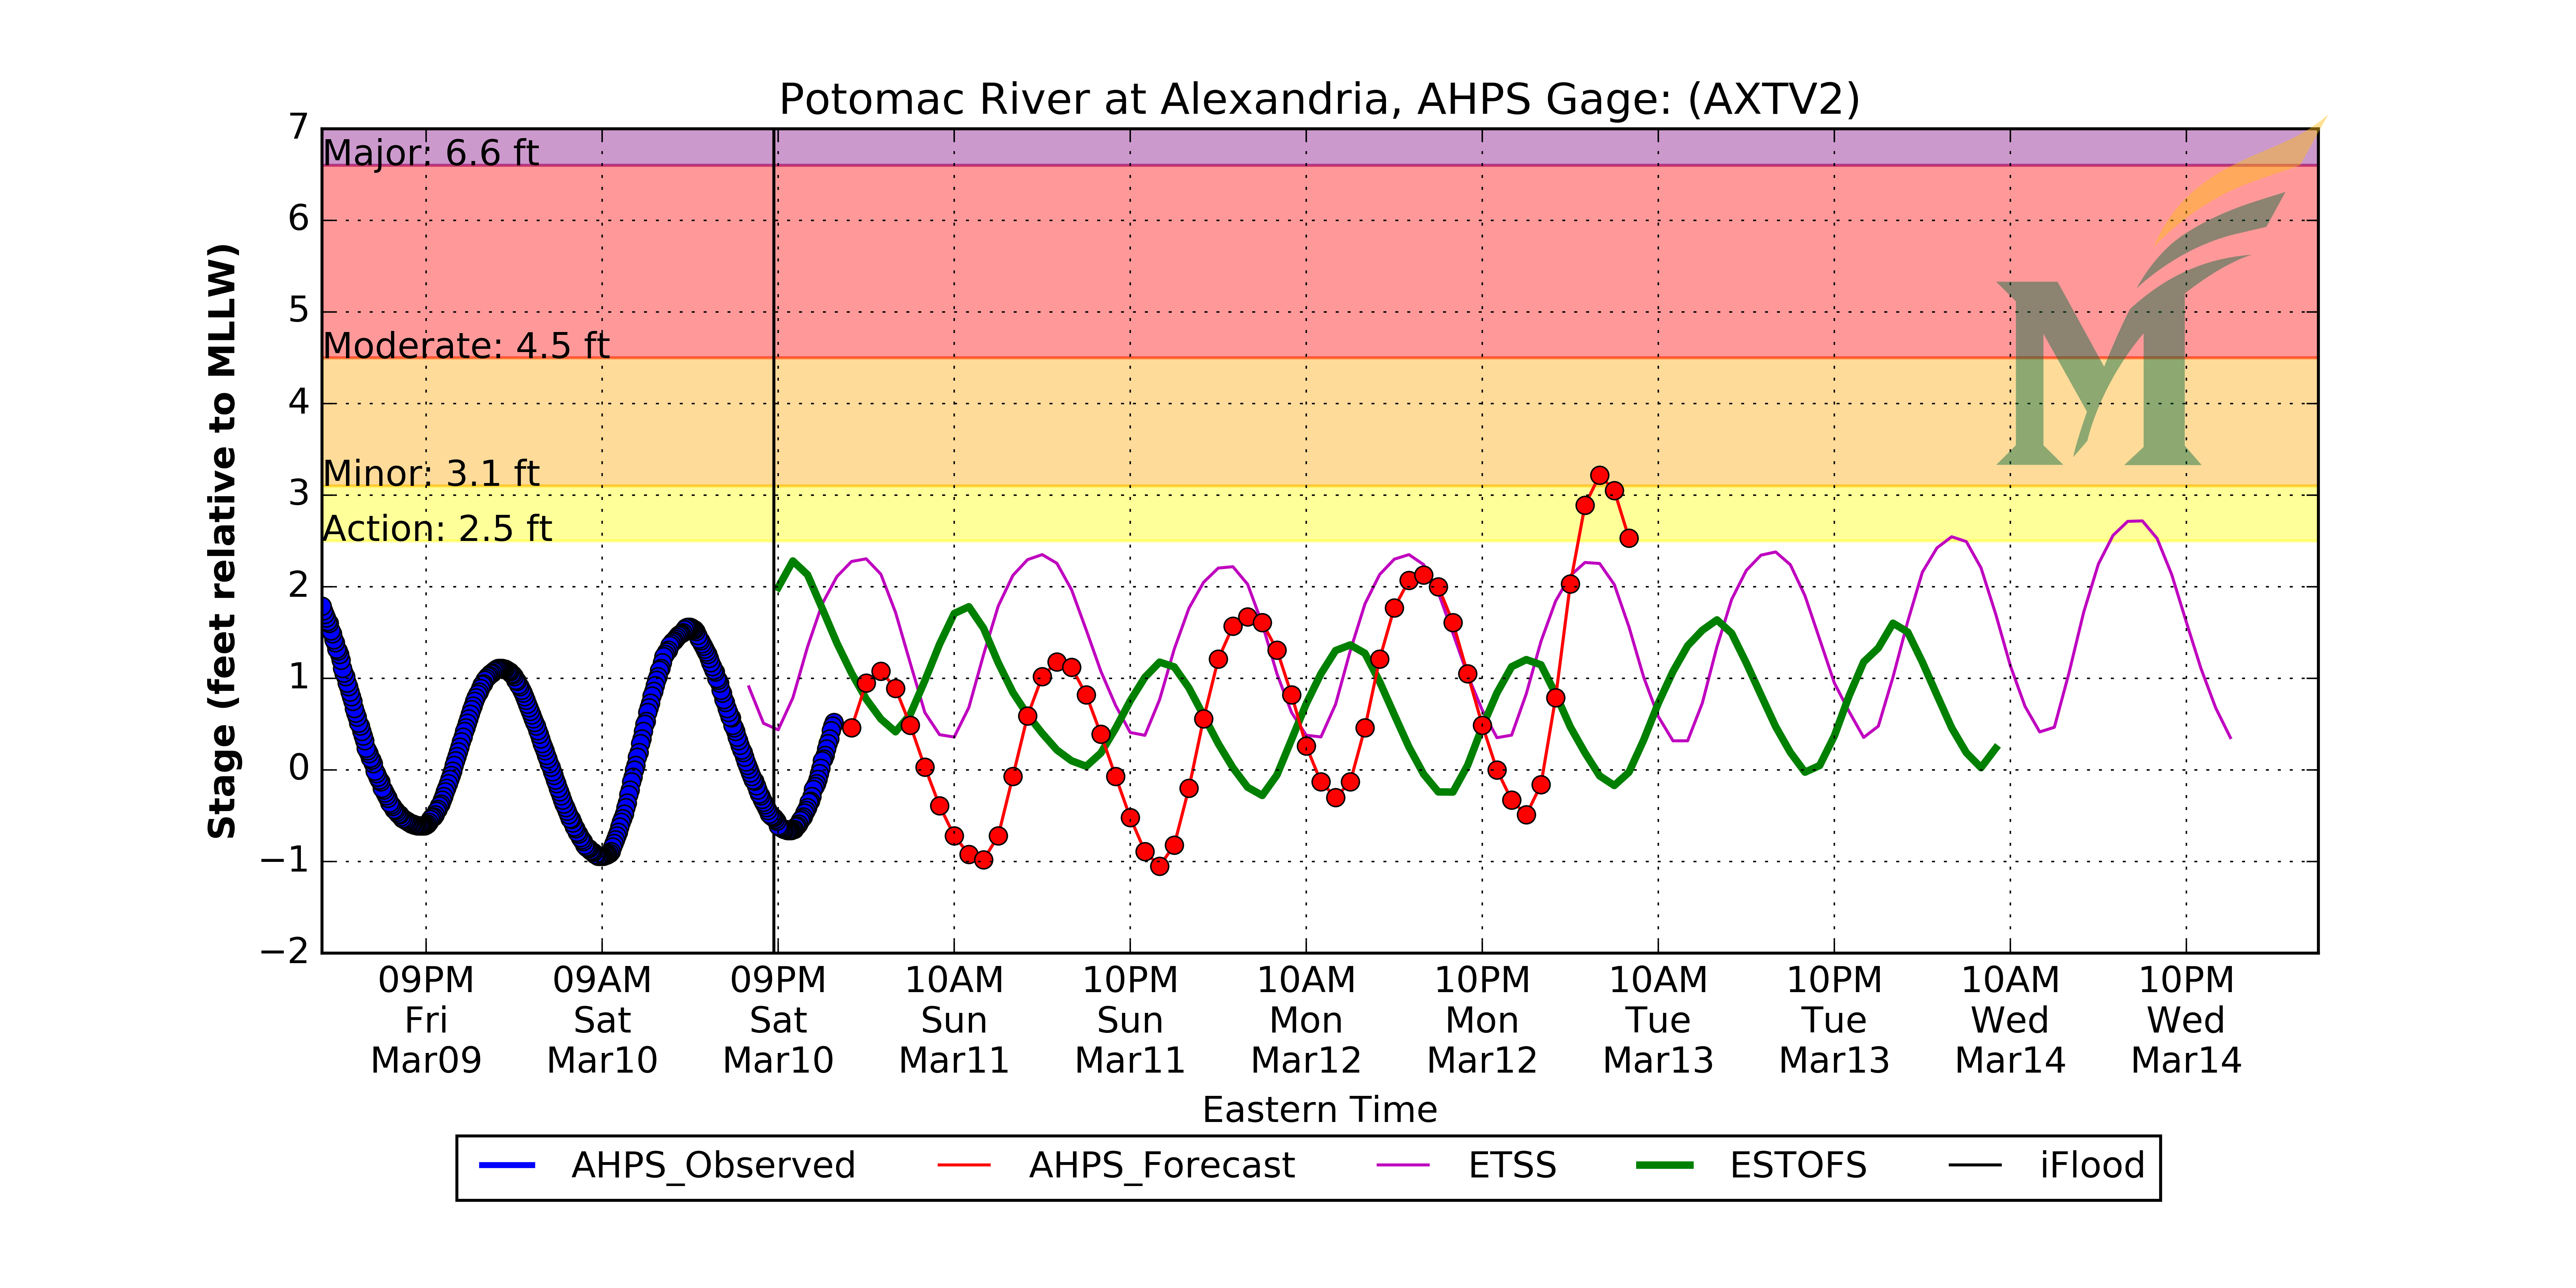 Potomac River at Alexandria, AHPS Gage: (AXTV2)
7
Major: 6.6 ft
6
5
Moderate: 4.5 ft
4
Minor: 3.1 ft
3
Action: 2.5 ft
2
1
0
−1
−2
Stage (feet relative to MLLW)
09PM 09AM 09PM 10AM 10PM 10AM 10PM 10AM 10PM 10AM 10PM
Fri Sat Sat Sun Sun Mon Mon Tue Tue Wed Wed
Mar09 Mar10 Mar10 Mar11 Mar11 Mar12 Mar12 Mar13 Mar13 Mar14 Mar14
Eastern Time
AHPS_Observed AHPS_Forecast ETSS ESTOFS iFlood
M